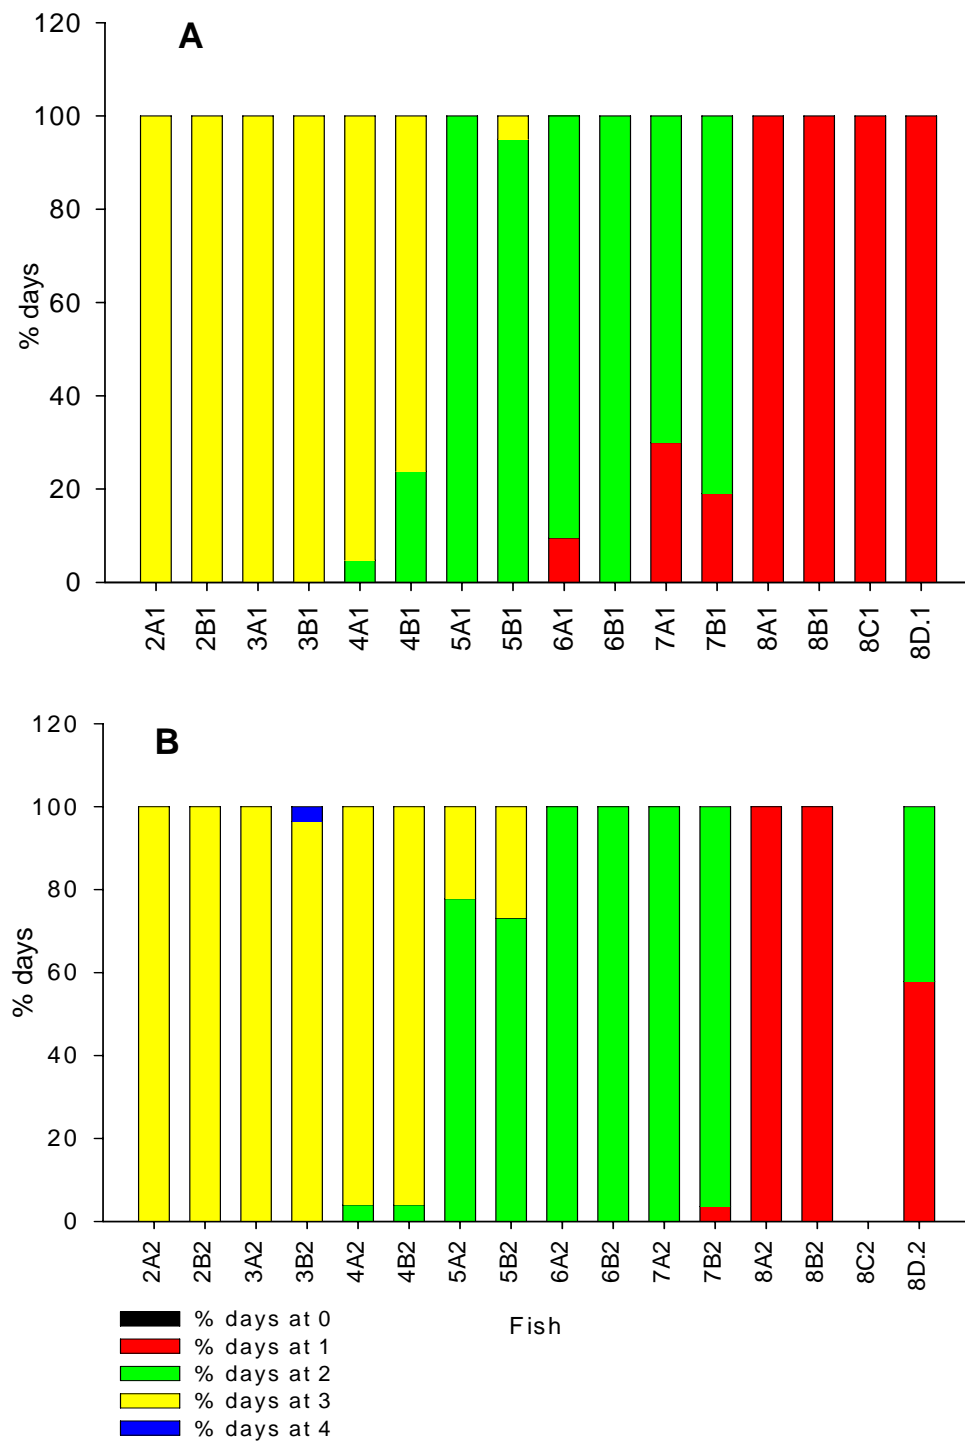 A
120
100
80
60
40
20
0
% days
2A1 2B1 3A1 3B1 4A1 4B1 5A1 5B1 6A1 6B1 7A1 7B1 8A1 8B1 8C1 8D.1
B
120
100
80
60
40
20
0
% days
2A2 2B2 3A2 3B2 4A2 4B2 5A2 5B2 6A2 6B2 7A2 7B2 8A2 8B2 8C2 8D.2
Fish
% days at 0
% days at 1
% days at 2
% days at 3
% days at 4